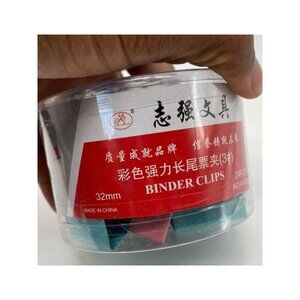 志强文具
质量成就品牌 信誉铸就未来
彩色强力长尾票夹(3#)
32mm
BINDER CLIPS
MADE IN CHINA